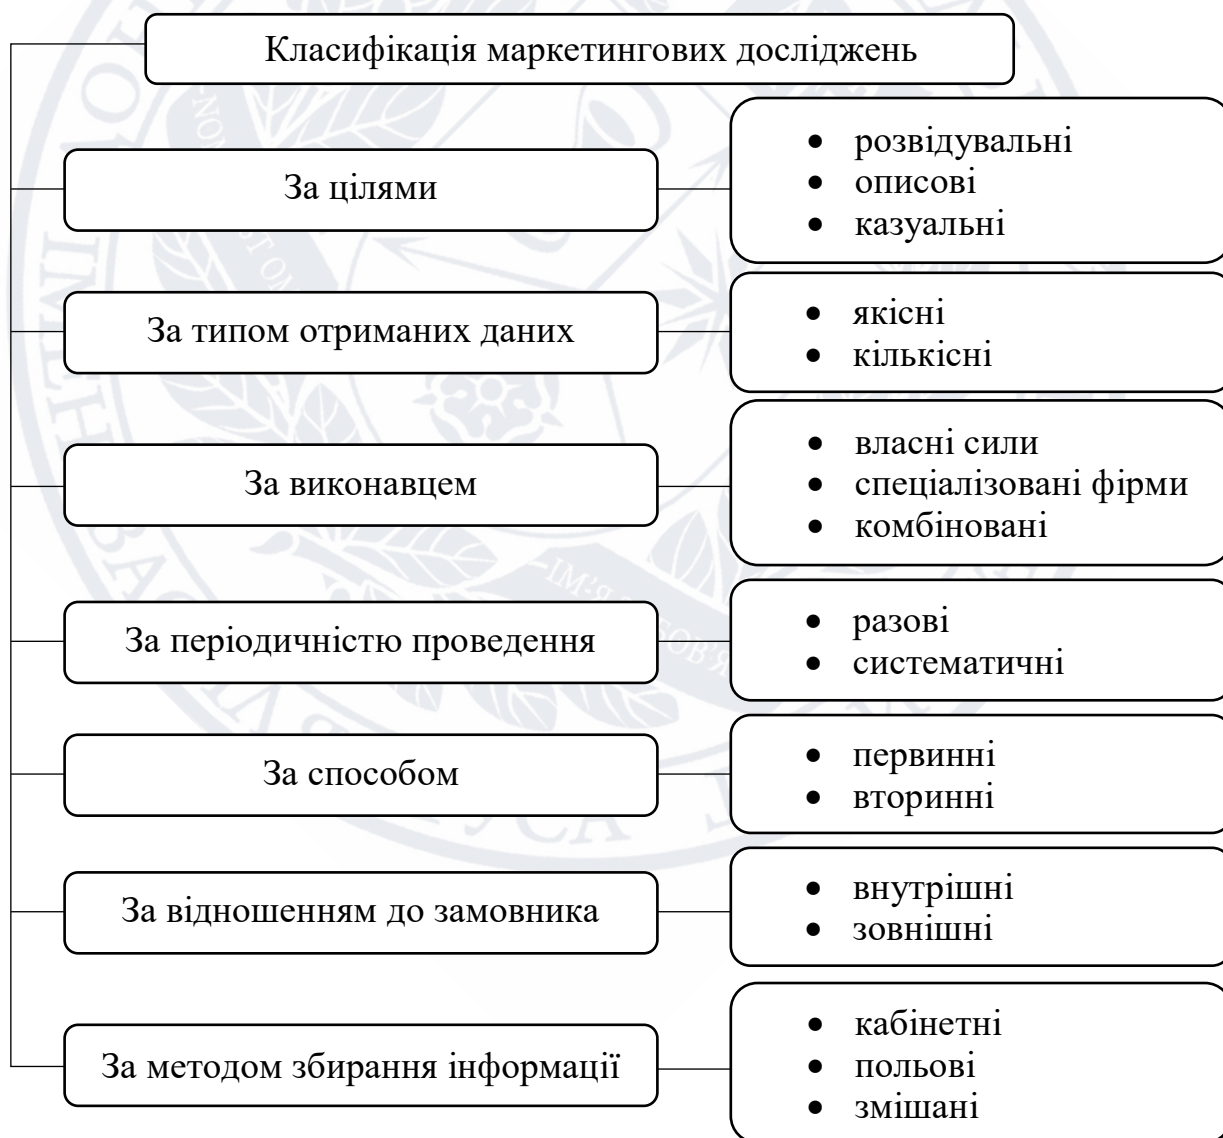 Класифікація маркетингових досліджень
За цілями
• розвідувальні
• описові
• казуальні
За типом отриманих даних
• якісні
• кількісні
За виконавцем
• власні сили
• спеціалізовані фірми
• комбіновані
За періодичністю проведення
• разові
• систематичні
За способом
• первинні
• вторинні
За відношенням до замовника
• внутрішні
• зовнішні
За методом збирання інформації
• кабінетні
• польові
• змішані